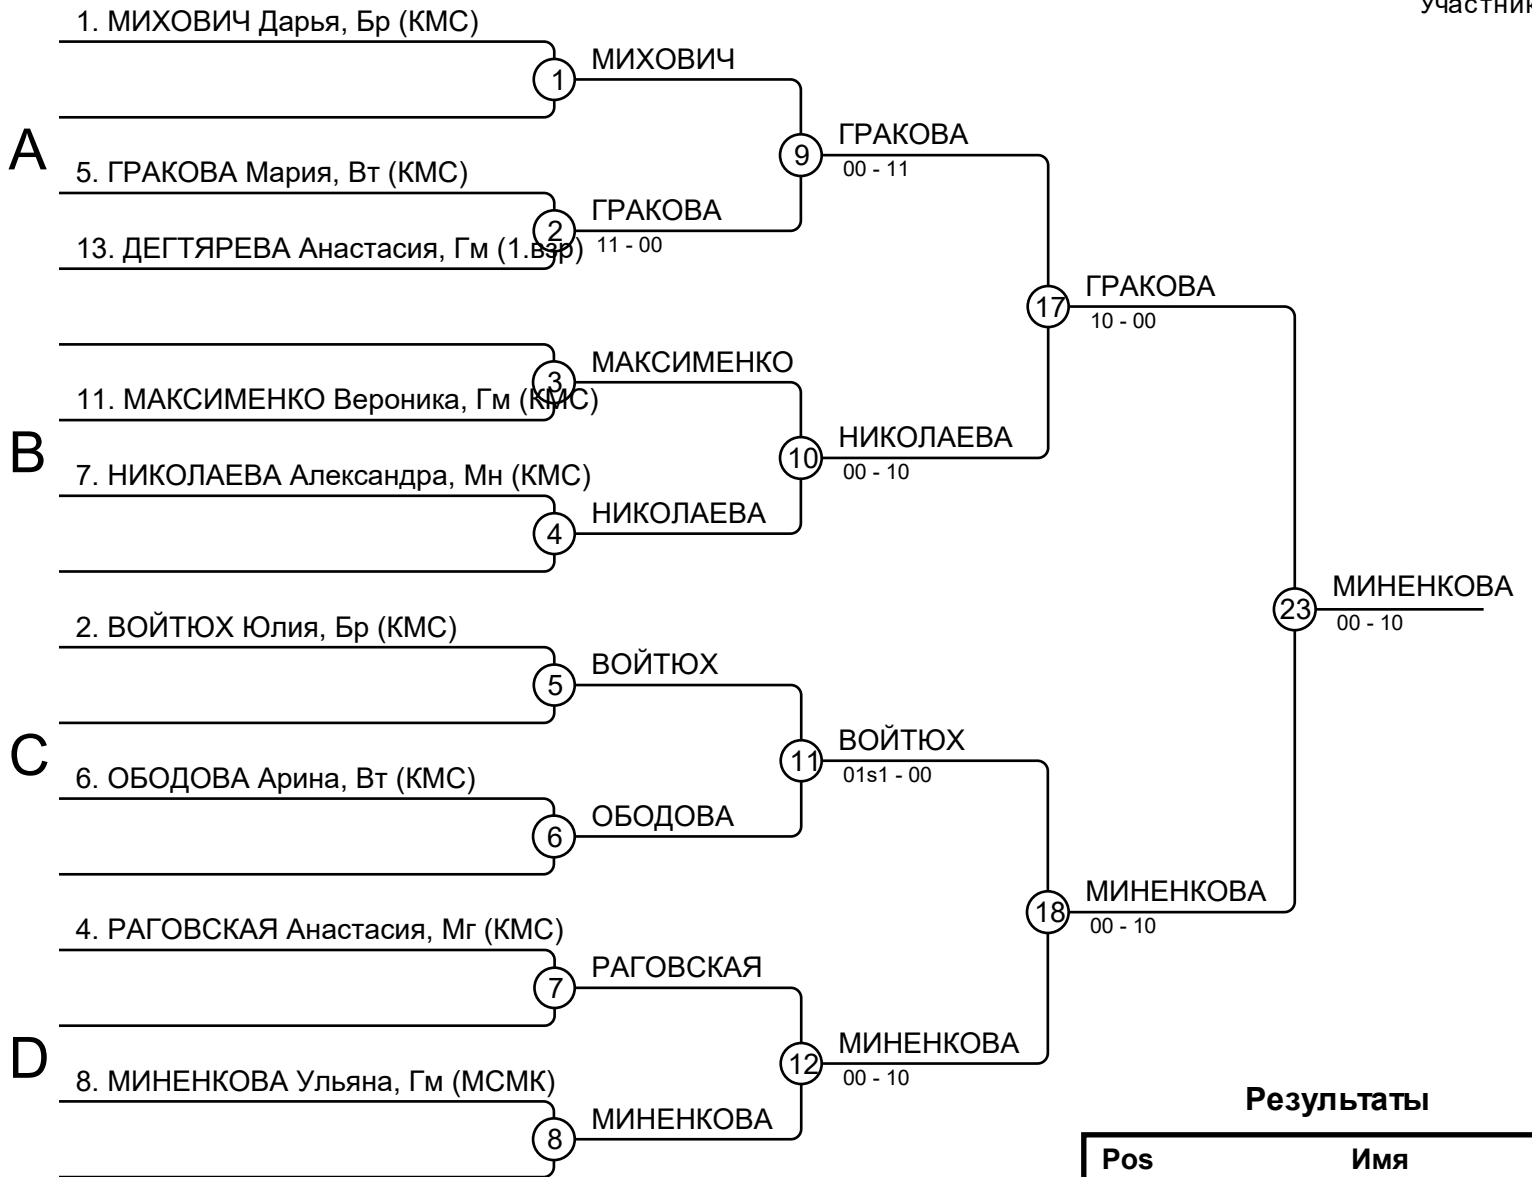 Участник
1. МИХОВИЧ Дарья, Бр (КМС)
1
МИХОВИЧ
A
9
ГРАКОВА
00 - 11
5. ГРАКОВА Мария, Вт (КМС)
2
ГРАКОВА
11 - 00
13. ДЕГТЯРЕВА Анастасия, Гм (1.взр)
17
ГРАКОВА
10 - 00
3
МАКСИМЕНКО
11. МАКСИМЕНКО Вероника, Гм (КМС)
B
10
НИКОЛАЕВА
00 - 10
7. НИКОЛАЕВА Александра, Мн (КМС)
4
НИКОЛАЕВА
23
МИНЕНКОВА
00 - 10
2. ВОЙТЮХ Юлия, Бр (КМС)
5
ВОЙТЮХ
C
11
ВОЙТЮХ
01s1 - 00
6. ОБОДОВА Арина, Вт (КМС)
6
ОБОДОВА
18
МИНЕНКОВА
00 - 10
4. РАГОВСКАЯ Анастасия, Мг (КМС)
7
РАГОВСКАЯ
D
12
МИНЕНКОВА
00 - 10
8. МИНЕНКОВА Ульяна, Гм (МСМК)
8
МИНЕНКОВА
Результаты
Pos Имя